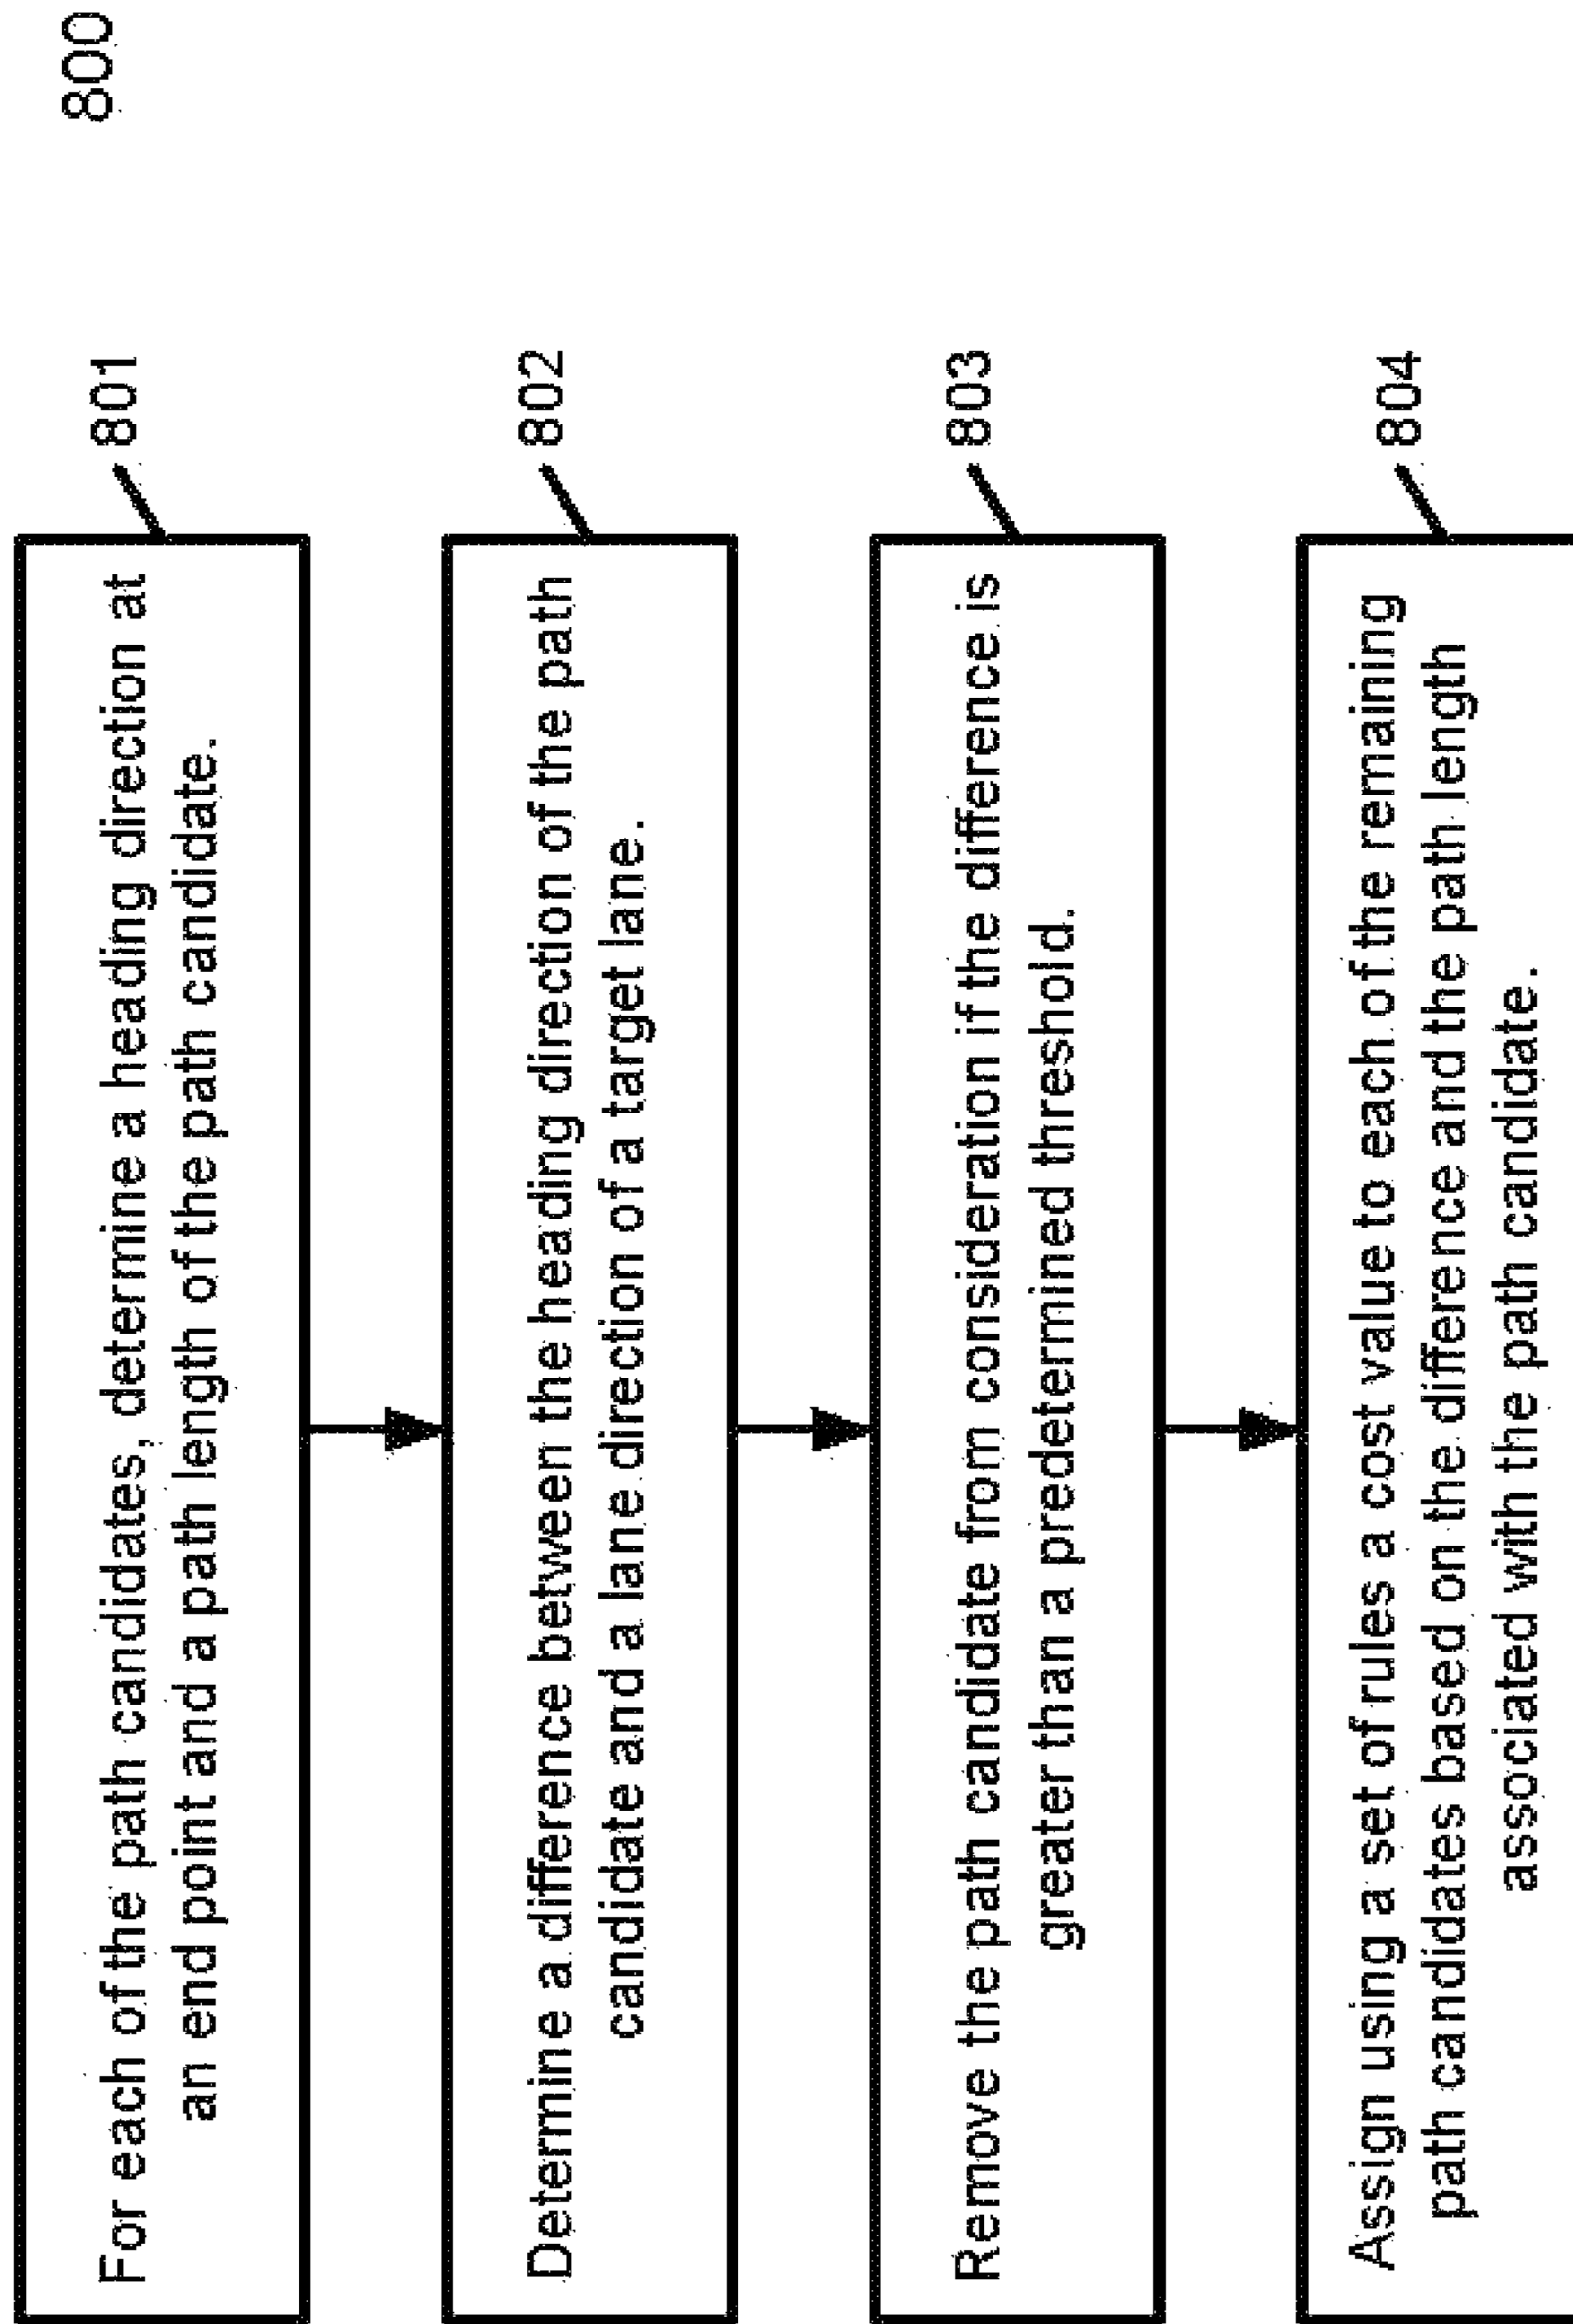 800
801
For each of the path candidates, determine a heading direction at
an end point and a path length of the path candidate.
802
Determine a difference between the heading direction of the path
candidate and a lane direction of a target lane.
803
Remove the path candidate from consideration if the difference is
greater than a predetermined threshold.
804
Assign using a set of rules a cost value to each of the remaining
path candidates based on the difference and the path length
associated with the path candidate.